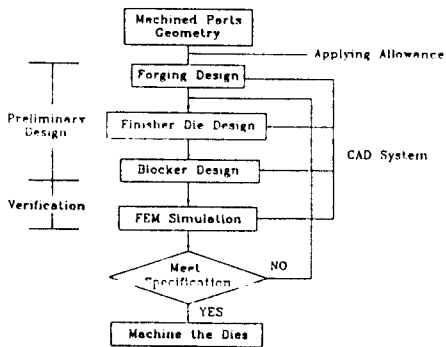 Machined Parts
Geometry
Applying Allowance
Forging Design
Preliminary
Design
Finisher Die Design
CAD System
Blocker Design
Verification
FEM Simulation
Meet
Specification
NO
YES
Machine the Dies